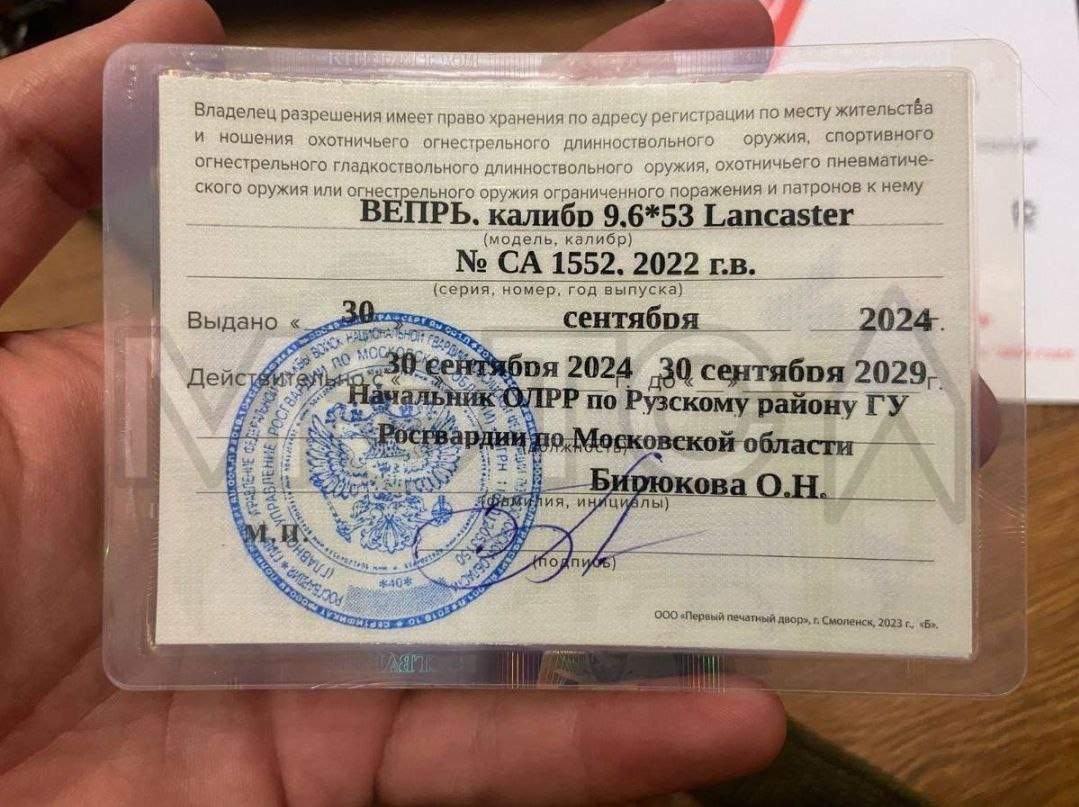 Владелец разрешения имеет право хранения по адресу регистрации по месту жительства
и ношения охотничьего огнестрельного длинноствольного оружия, спортивного
огнестрельного гладкоствольного длинноствольного оружия, охотничьего пневматиче-
ского оружия или огнестрельного оружия ограниченного поражения и патронов к нему
ВЕПРЬ. калибр 9,6*53 Lancaster
(модель, калибр)
№ СА 1552. 2022 г.в.
(серия, номер, год выпуска)
Выдано « 30 » сентября 2024 г.
Действительно с « 30 сентября 2024 г. до « 30 сентября 2029 г.
Начальник ОЛРР по Рузскому району ГУ
Росгвардии по Московской области
(должность)
Бирюкова О.Н.
(фамилия, инициалы)
М.П.
(подпись)
*40*
ООО «Первый печатный двор», г. Смоленск, 2023 г., «Б».